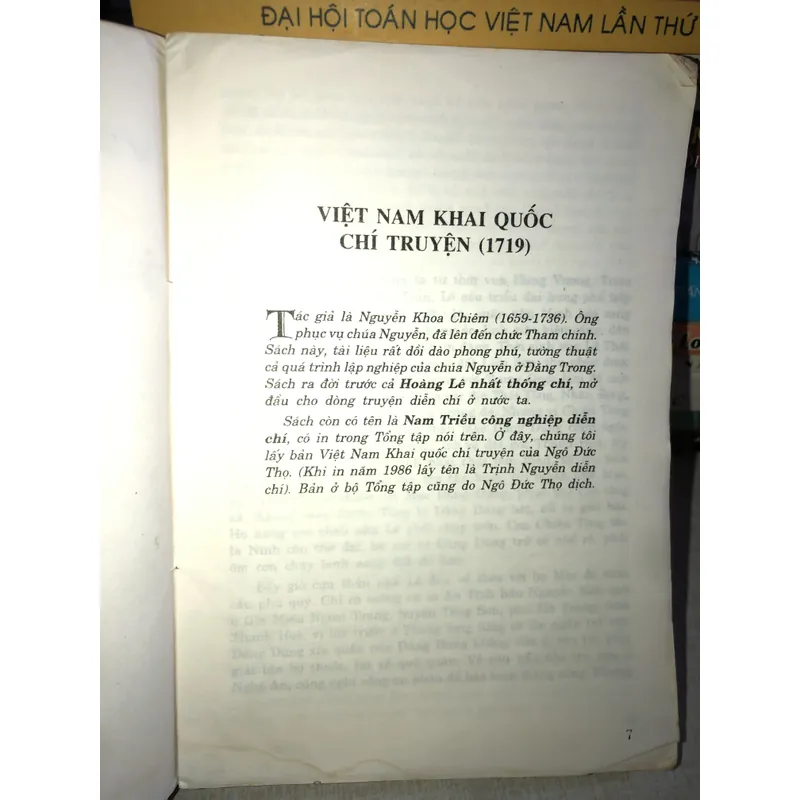 ĐẠI HỘI TOÁN HỌC VIỆT NAM LẦN THỨ
VIỆT NAM KHAI QUỐC
CHÍ TRUYỆN (1719)
Tác giả là Nguyễn Khoa Chiêm (1659-1736). Ông
phục vụ chúa Nguyễn, đã lên đến chức Tham chính.
Sách này, tài liệu rất dồi dào phong phú, tường thuật
cả quá trình lập nghiệp của chúa Nguyễn ở Đằng Trong.
Sách ra đời trước cả Hoàng Lê nhất thống chí, mở
đầu cho dòng truyện diễn chí ở nước ta.
Sách còn có tên là Nam Triều công nghiệp diễn
chí, có in trong Tổng tập nói trên. Ở đây, chúng tôi
lấy bản Việt Nam Khai quốc chí truyện của Ngô Đức
Thọ. (Khi in năm 1986 lấy tên là Trịnh Nguyễn diễn
chí). Bản ở bộ Tổng tập cũng do Ngô Đức Thọ dịch.
7